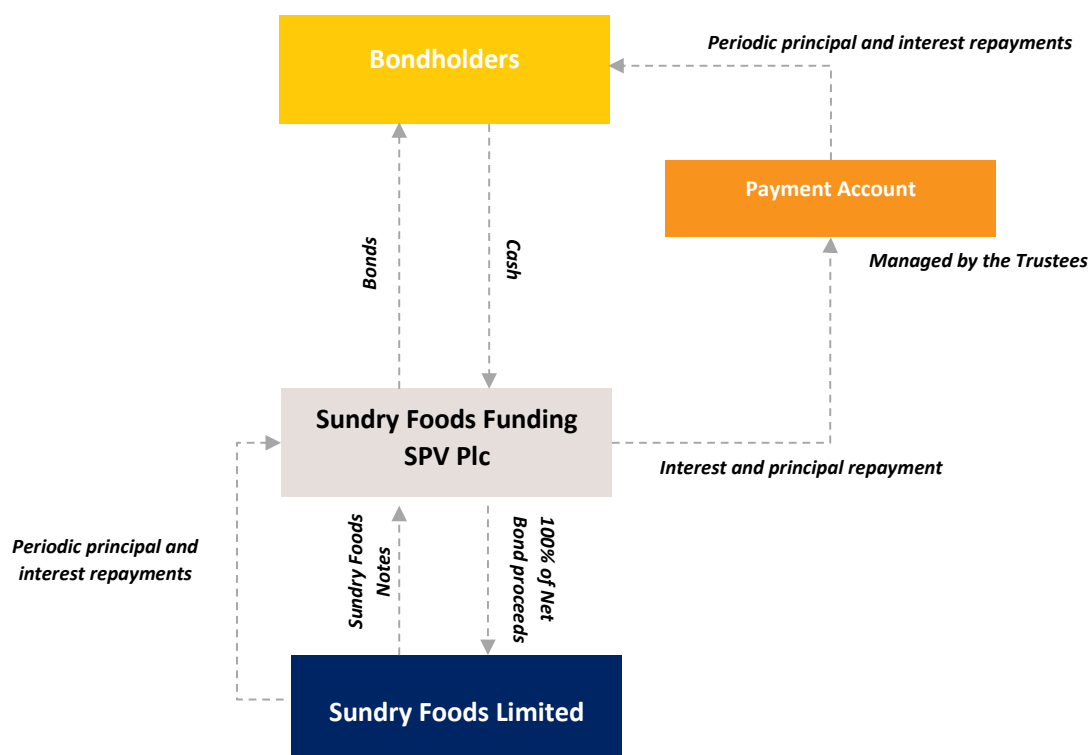 Periodic principal and interest repayments
Bondholders
Payment Account
Bonds
Cash
Managed by the Trustees
Sundry Foods Funding
SPV Plc
Interest and principal repayment
Periodic principal and
interest repayments
Sundry Foods
Notes
100% of Net
Bond proceeds
Sundry Foods Limited